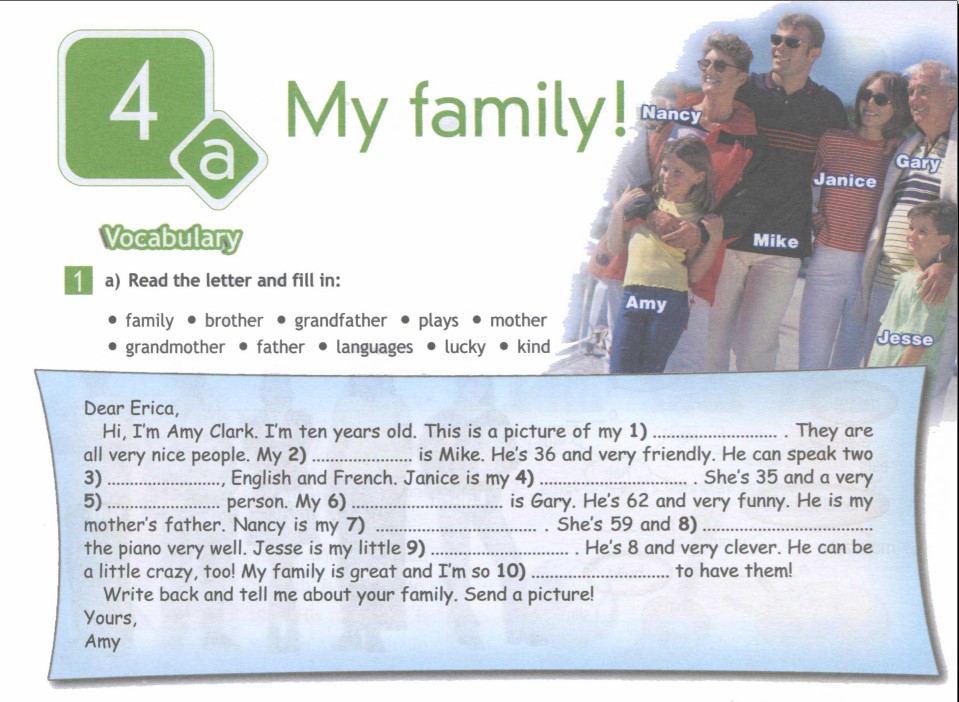 4
a
My family!
Nancy
Gary
Janice
Mike
Amy
Jesse
Vocabulary
1 a) Read the letter and fill in:
• family • brother • grandfather • plays • mother
• grandmother • father • languages • lucky • kind
Dear Erica,
Hi, I'm Amy Clark. I'm ten years old. This is a picture of my 1) ........................... . They are
all very nice people. My 2) ...................... is Mike. He's 36 and very friendly. He can speak two
3) ........................, English and French. Janice is my 4) ................................ . She's 35 and a very
5) ........................ person. My 6) ................................. is Gary. He's 62 and very funny. He is my
mother's father. Nancy is my 7) .................................... . She's 59 and 8) .....................................
the piano very well. Jesse is my little 9) .............................. . He's 8 and very clever. He can be
a little crazy, too! My family is great and I'm so 10) .............................. to have them!
Write back and tell me about your family. Send a picture!
Yours,
Amy